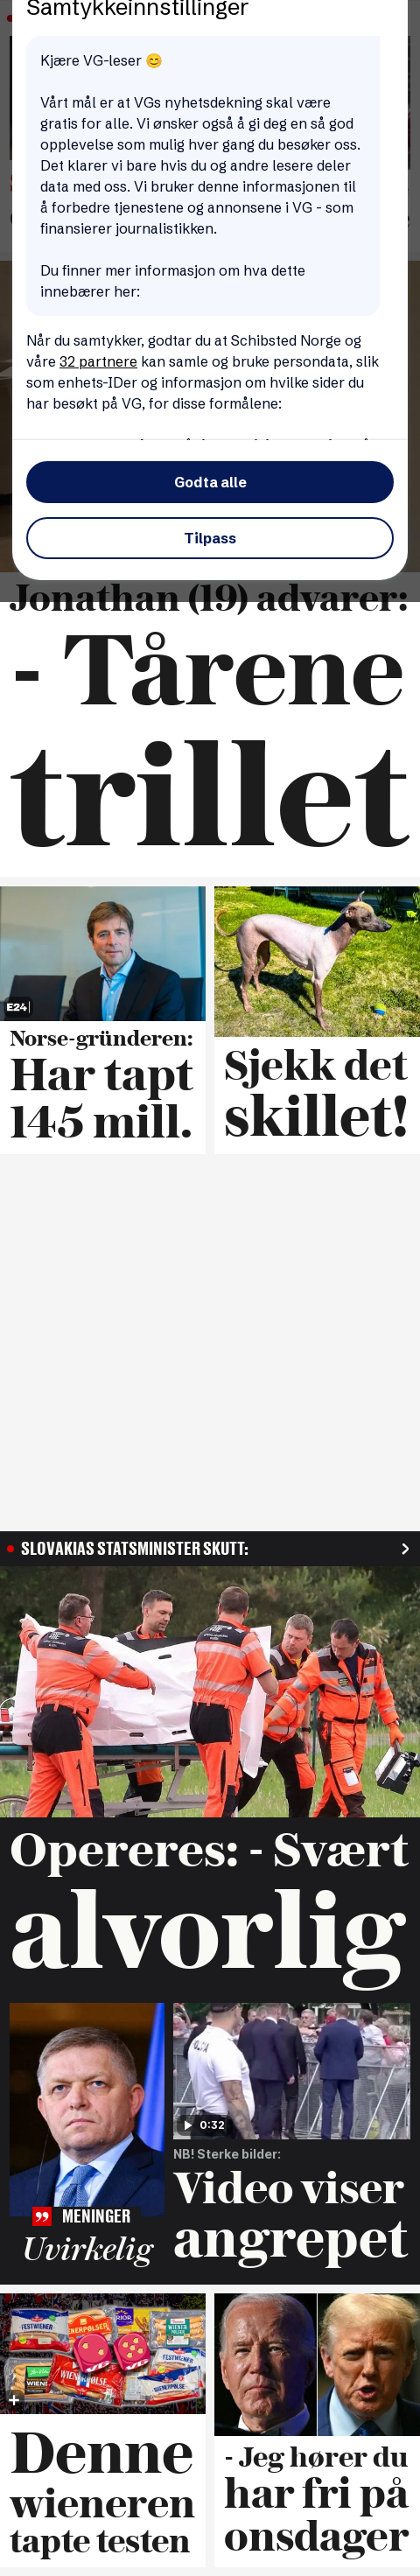 Samtykkeinnstillinger
Kjære VG-leser 😊
Vårt mål er at VGs nyhetsdekning skal være
gratis for alle. Vi ønsker også å gi deg en så god
opplevelse som mulig hver gang du besøker oss.
Det klarer vi bare hvis du og andre lesere deler
data med oss. Vi bruker denne informasjonen til
å forbedre tjenestene og annonsene i VG - som
finansierer journalistikken.
Du finner mer informasjon om hva dette
innebærer her:
Når du samtykker, godtar du at Schibsted Norge og
våre 32 partnere kan samle og bruke persondata, slik
som enhets-IDer og informasjon om hvilke sider du
har besøkt på VG, for disse formålene:
Godta alle
Tilpass
Jonathan (19) advarer:
- Tårene
trillet
E24
Norse-gründeren:
Har tapt
145 mill.
Sjekk det
skillet!
SLOVAKIAS STATSMINISTER SKUTT:
Opereres: - Svært
alvorlig
0:32
NB! Sterke bilder:
Video viser
angrepet
MENINGER
Uvirkelig
FESTWIENER
WIENERPØLSER
Denne
wieneren
tapte testen
- Jeg hører du
har fri på
onsdager